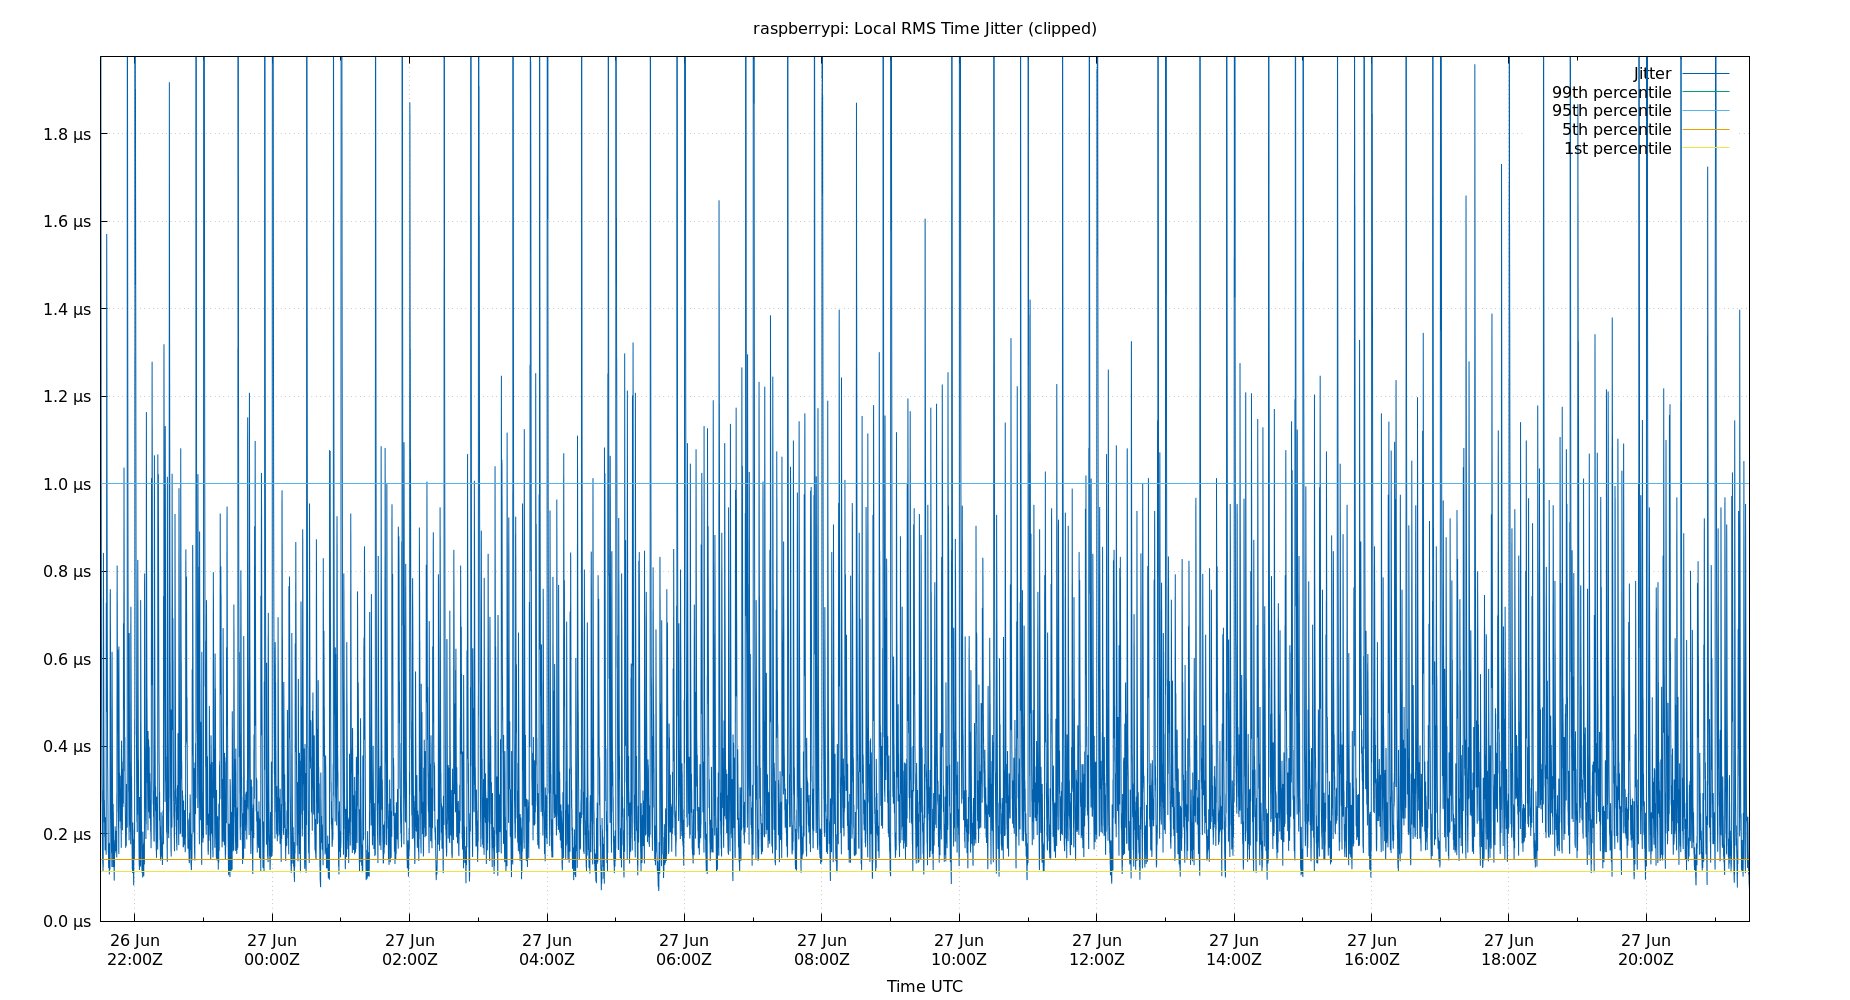 raspberrypi: Local RMS Time Jitter (clipped)
Jitter
99th percentile
95th percentile
5th percentile
1st percentile
1.8 µs
1.6 µs
1.4 µs
1.2 µs
1.0 µs
0.8 µs
0.6 µs
0.4 µs
0.2 µs
0.0 µs
26 Jun 27 Jun 27 Jun 27 Jun 27 Jun 27 Jun 27 Jun 27 Jun 27 Jun 27 Jun 27 Jun 27 Jun
22:00Z 00:00Z 02:00Z 04:00Z 06:00Z 08:00Z 10:00Z 12:00Z 14:00Z 16:00Z 18:00Z 20:00Z
Time UTC